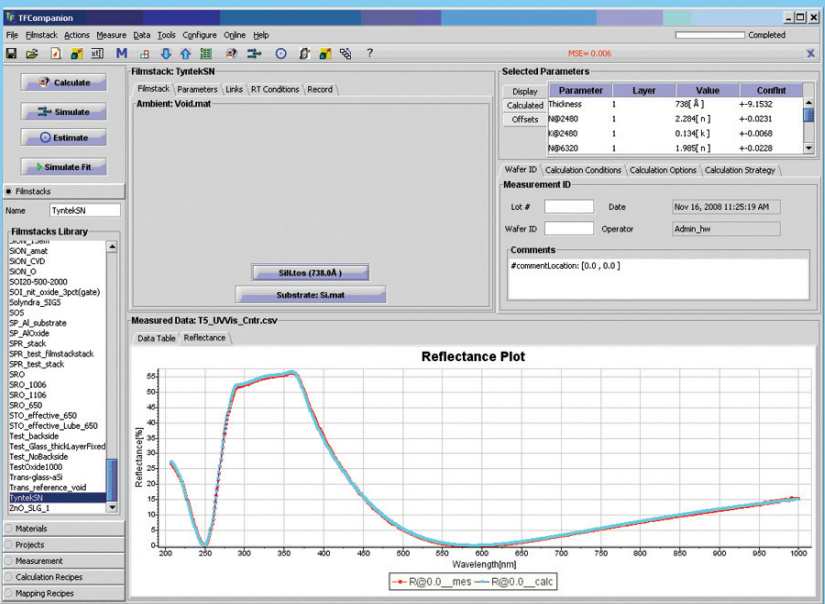 TFCompanion
File Filmstack Actions Measure Data Tools Configure Online Help
Completed
M
?
MSE= 0.006
X
Calculate
Simulate
Estimate
Simulate Fit
Filmstacks
Name TyntekSN
Filmstacks Library
SiON_amat
SiON_CVD
SiON_O
SOI20-500-2000
SOI_nit_oxide_3pct(gate)
Solyndra_SIGS
SOS
SP_Al_substrate
SP_AlOxide
SPR_stack
SPR_test_filmstackstack
SPR_test_stack
SRO
SRO_1006
SRO_1106
SRO_650
STO_effective_650
STO_effective_Lube_650
Test_backside
Test_Glass_thickLayerFixed
Test_NoBackside
TestOxide1000
Trans-glass-aSi
Trans_reference_void
TyntekSN
ZnO_SLG_1
Materials
Projects
Measurement
Calculation Recipes
Mapping Recipes
Filmstack: TyntekSN
Filmstack Parameters Links RT Conditions Record
Ambient: Void.mat
SiN.tos (738.0Å )
Substrate: Si.mat
Selected Parameters
Display
Calculated
Offsets
Parameter Layer Value ConfInt
Thickness 1 738[ Å ] +-9.1532
N@2480 1 2.284[ n ] +-0.0231
K@2480 1 0.134[ k ] +-0.0068
N@6320 1 1.985[ n ] +-0.0228
Wafer ID Calculation Conditions Calculation Options Calculation Strategy
Measurement ID
Lot # Date Nov 16, 2008 11:25:19 AM
Wafer ID Operator Admin_hw
Comments
#commentLocation: [0.0 , 0.0 ]
Measured Data: T5_UVVis_Cntr.csv
Data Table Reflectance
Reflectance Plot
Reflectance[%]
55
50
45
40
35
30
25
20
15
10
5
0
200 250 300 350 400 450 500 550 600 650 700 750 800 850 900 950 1000
Wavelength[nm]
R@0.0__mes R@0.0__calc